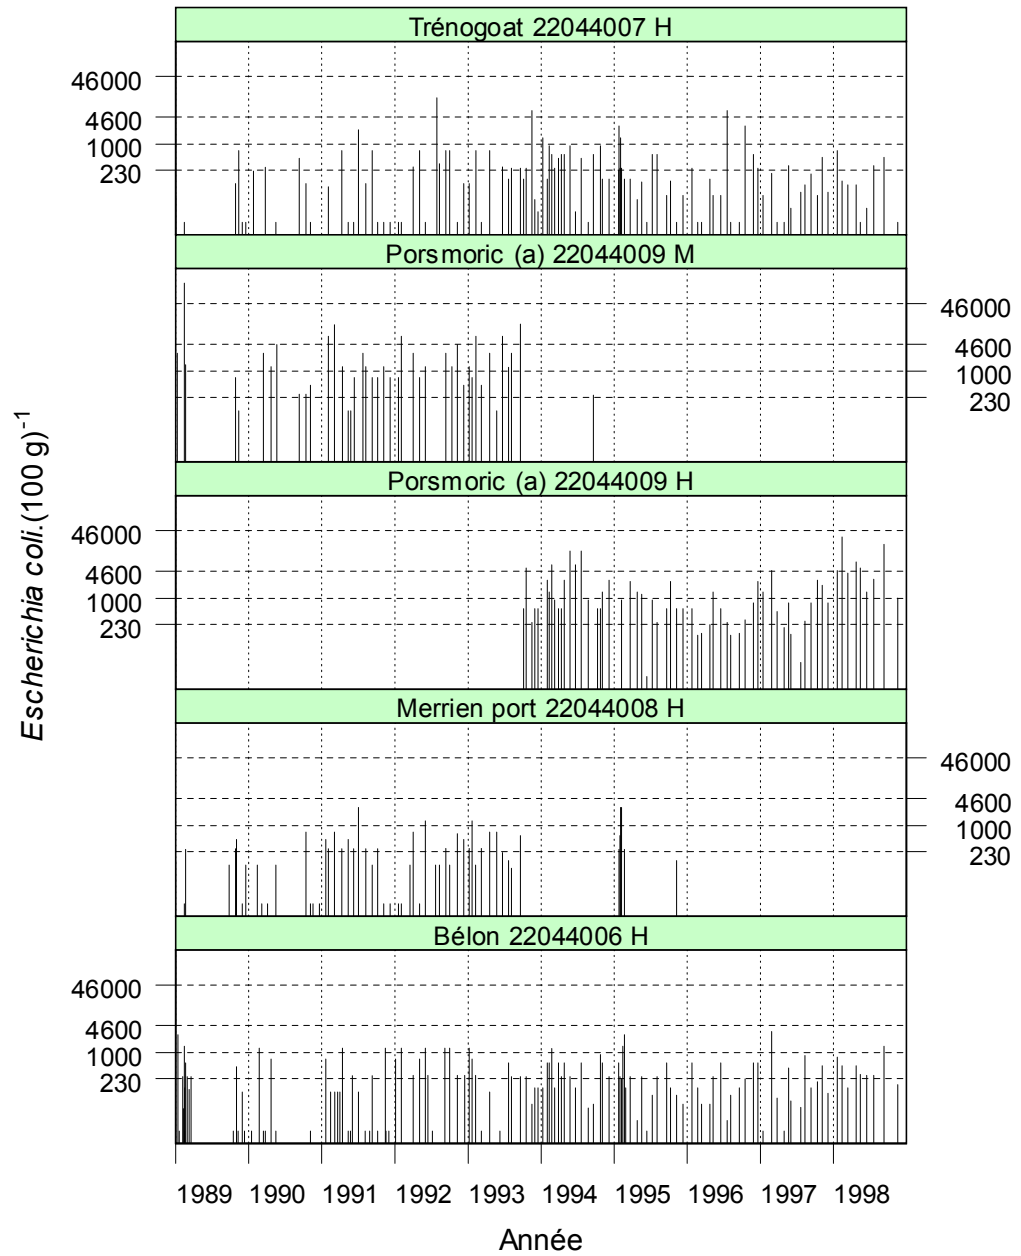 Trénogoat 22044007 H
46000
4600
1000
230
Porsmoric (a) 22044009 M
46000
4600
1000
230
Porsmoric (a) 22044009 H
46000
4600
1000
230
Merrien port 22044008 H
46000
4600
1000
230
Bélon 22044006 H
46000
4600
1000
230
Escherichia coli.(100 g)⁻¹
1989 1990 1991 1992 1993 1994 1995 1996 1997 1998
Année